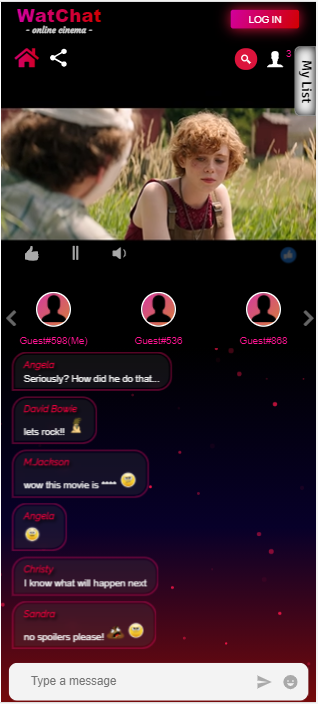 WatChat
- online cinema -
LOG IN
3
My List
Guest#598(Me)
Guest#536
Guest#868
Angela
Seriously? How did he do that...
David Bowie
lets rock!!
M.Jackson
wow this movie is ****
Angela
Christy
I know what will happen next
Sandra
no spoilers please!
Type a message